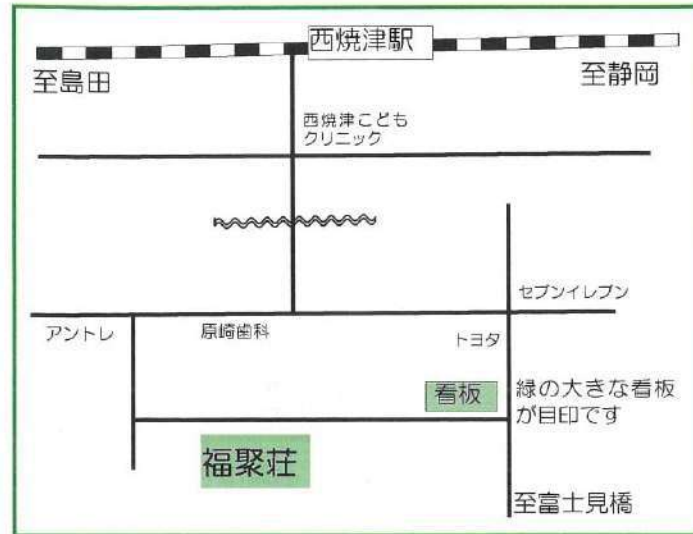 西焼津駅
至島田
至静岡
西焼津こども
クリニック
セブンイレブン
アントレ
原崎歯科
トヨタ
看板
緑の大きな看板
が目印です
福聚荘
至富士見橋